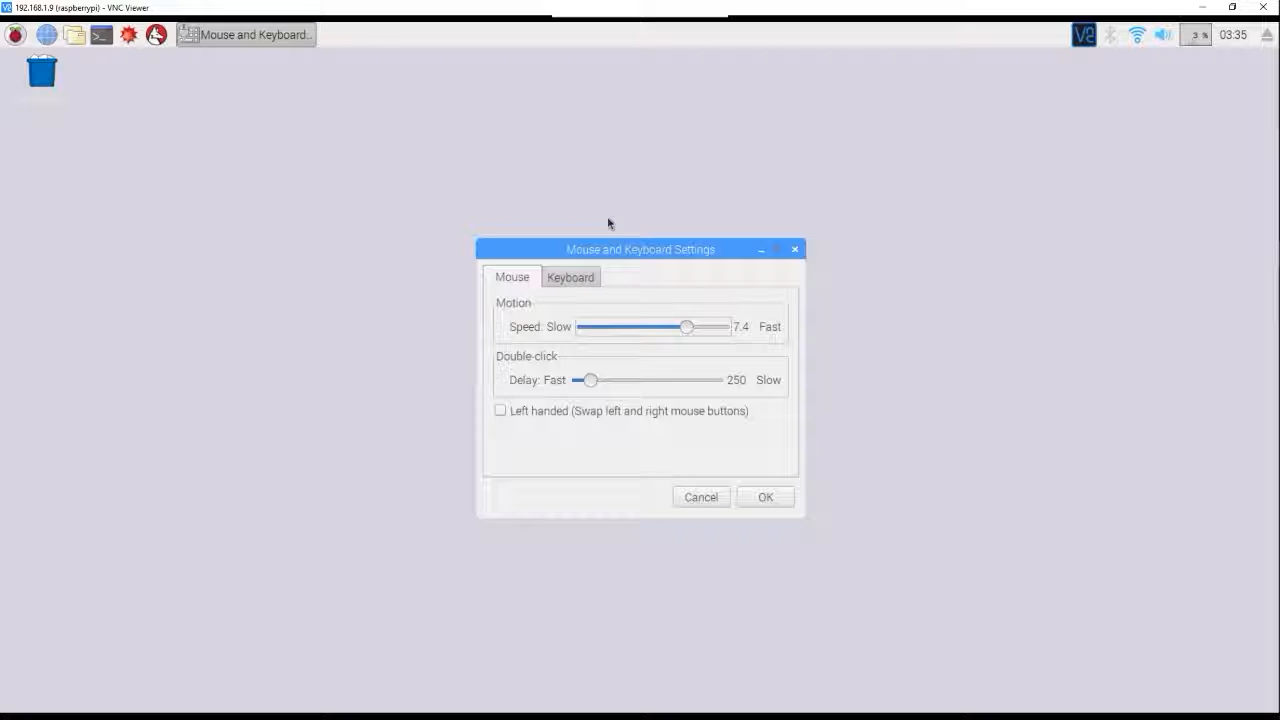 192.168.1.9 (raspberrypi) - VNC Viewer
Mouse and Keyboard..
3 %
03:35
Mouse and Keyboard Settings
Mouse
Keyboard
Motion
Speed: Slow 7.4 Fast
Double-click
Delay: Fast 250 Slow
Left handed (Swap left and right mouse buttons)
Cancel
OK